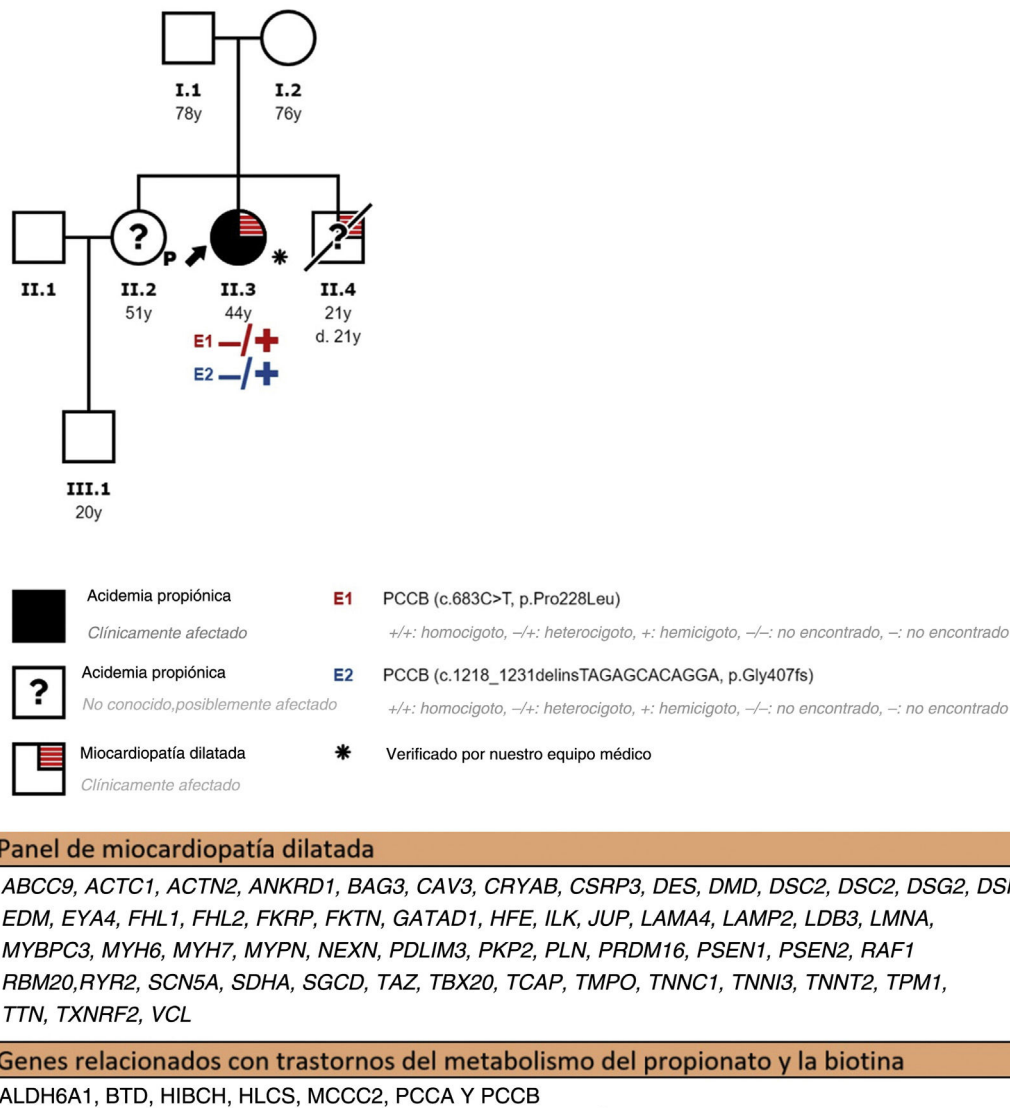 I.1 I.2
78y 76y
? P ✱ ?
II.1 II.2 II.3 II.4
51y 44y 21y
E1 –/+ d. 21y
E2 –/+
III.1
20y
Acidemia propiónica E1 PCCB (c.683C>T, p.Pro228Leu)
Clínicamente afectado +/+: homocigoto, –/+: heterocigoto, +: hemicigoto, –/–: no encontrado, –: no encontrado
? Acidemia propiónica E2 PCCB (c.1218_1231delinsTAGAGCACAGGA, p.Gly407fs)
No conocido,posiblemente afectado +/+: homocigoto, –/+: heterocigoto, +: hemicigoto, –/–: no encontrado, –: no encontrado
Miocardiopatía dilatada ✱ Verificado por nuestro equipo médico
Clínicamente afectado
Panel de miocardiopatía dilatada
ABCC9, ACTC1, ACTN2, ANKRD1, BAG3, CAV3, CRYAB, CSRP3, DES, DMD, DSC2, DSC2, DSG2,
EDM, EYA4, FHL1, FHL2, FKRP, FKTN, GATAD1, HFE, ILK, JUP, LAMA4, LAMP2, LDB3, LMNA,
MYBPC3, MYH6, MYH7, MYPN, NEXN, PDLIM3, PKP2, PLN, PRDM16, PSEN1, PSEN2, RAF1
RBM20,RYR2, SCN5A, SDHA, SGCD, TAZ, TBX20, TCAP, TMPO, TNNC1, TNNI3, TNNT2, TPM1,
TTN, TXNRF2, VCL
Genes relacionados con trastornos del metabolismo del propionato y la biotina
ALDH6A1, BTD, HIBCH, HLCS, MCCC2, PCCA Y PCCB